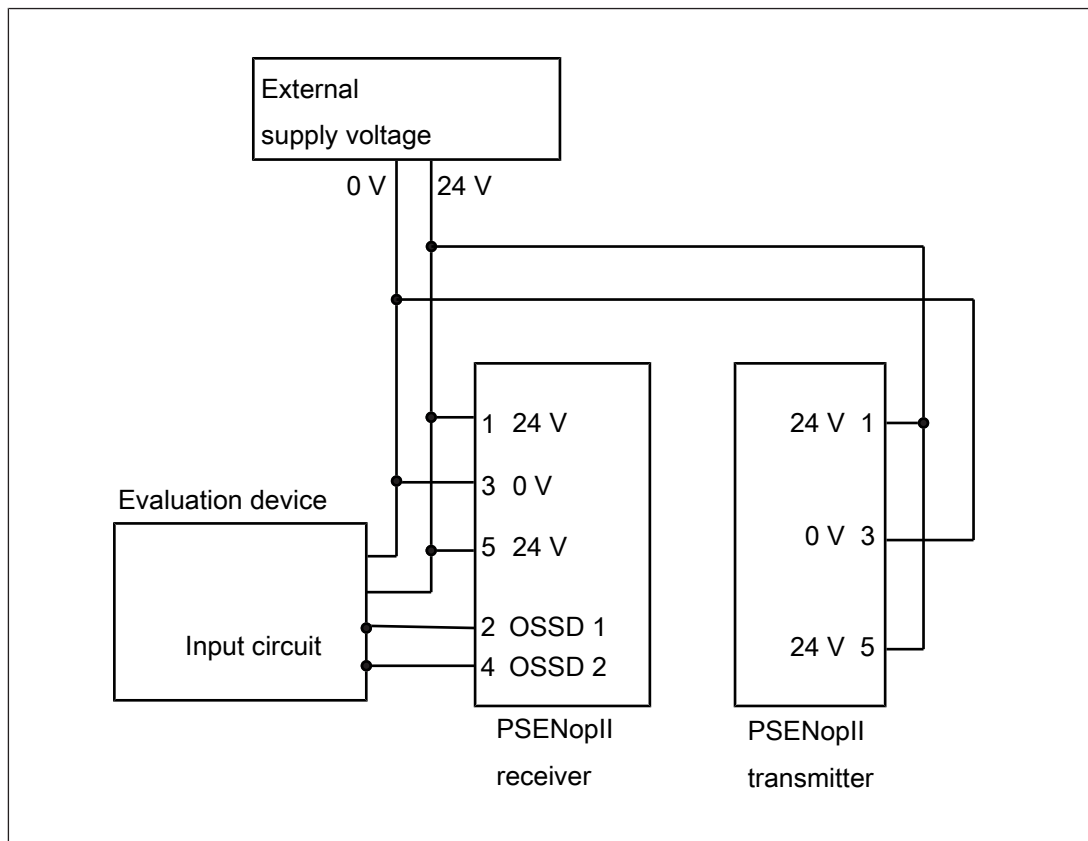 External
supply voltage
0 V 24 V
1 24 V
3 0 V
5 24 V
2 OSSD 1
4 OSSD 2
PSENopII
receiver
24 V 1
0 V 3
24 V 5
PSENopII
transmitter
Evaluation device
Input circuit